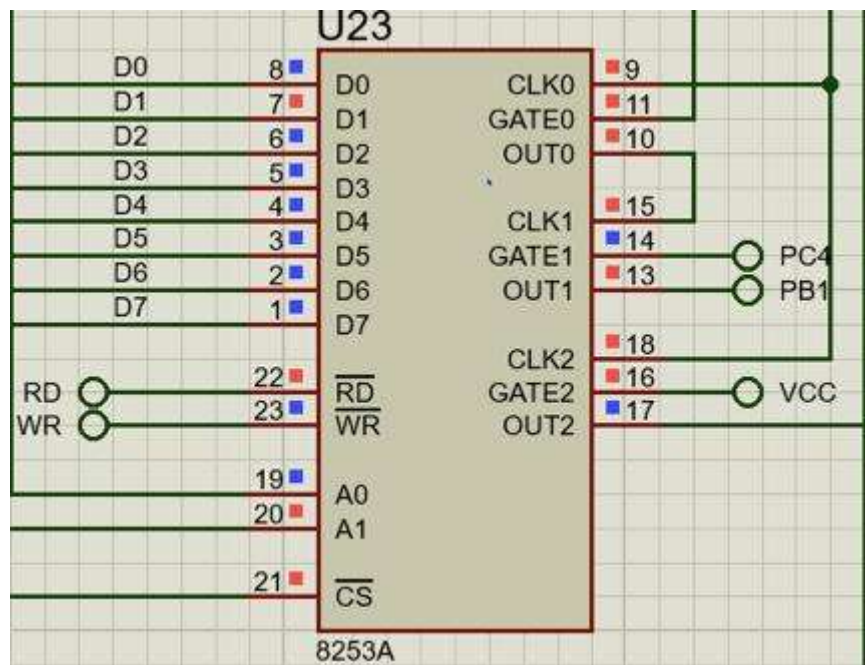 U23
D0 8 D0 CLK0 9
D1 7 D1 GATE0 11
D2 6 D2 OUT0 10
D3 5 D3
D4 4 D4 CLK1 15
D5 3 D5 GATE1 14 PC4
D6 2 D6 OUT1 13 PB1
D7 1 D7
CLK2 18
RD 22 RD GATE2 16 VCC
WR 23 WR OUT2 17
19 A0
20 A1
21 CS
8253A